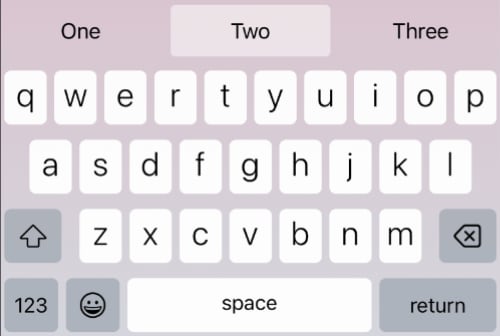 One Two Three
q w e r t y u i o p
a s d f g h j k l
z x c v b n m
123 space return